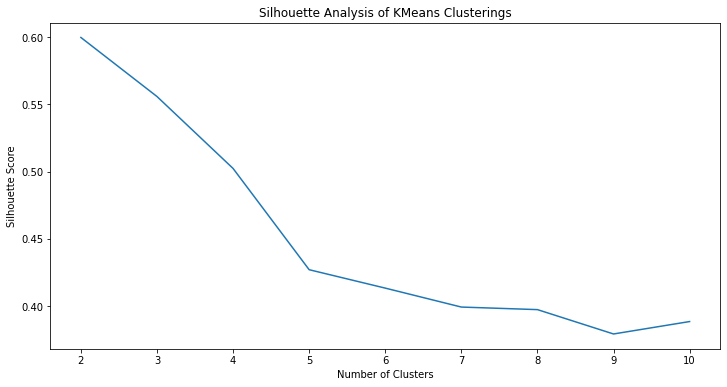 Silhouette Analysis of KMeans Clusterings
0.60
0.55
0.50
0.45
0.40
Silhouette Score
2 3 4 5 6 7 8 9 10
Number of Clusters